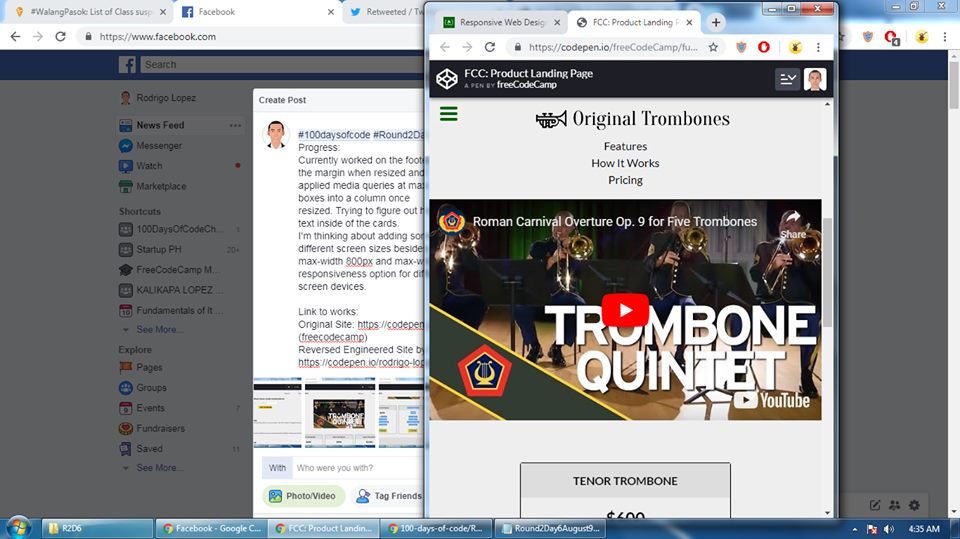 #WalangPasok: List of Class susp
Facebook
Retweeted / Tw
https://www.facebook.com
Search
Rodrigo Lopez
News Feed
Messenger
Watch
Marketplace
Shortcuts
100DaysOfCodeCh...
Startup PH
20+
FreeCodeCamp M...
KALIKAPA LOPEZ ...
Fundamentals of It ...
See More...
Explore
Pages
Groups
Events
7
Fundraisers
Saved
11
See More...
Create Post
#100daysofcode #Round2Da
Progress:
Currently worked on the foote
the margin when resized and
applied media queries at max
boxes into a column once
resized. Trying to figure out h
text inside of the cards.
I'm thinking about adding som
different screen sizes beside
max-width 800px and max-w
responsiveness option for dif
screen devices.
Link to works:
Original Site: https://codepen
(freecodecamp)
Reversed Engineered Site by
https://codepen.io/rodrigo-lop
With
Who were you with?
Photo/Video
Tag Friends
Responsive Web Design
FCC: Product Landing P
https://codepen.io/freeCodeCamp/fu...
FCC: Product Landing Page
A PEN BY freeCodeCamp
Original Trombones
Features
How It Works
Pricing
Roman Carnival Overture Op. 9 for Five Trombones
Share
TROMBONE
QUINTET
YouTube
TENOR TROMBONE
$600
4
R2D6
Facebook - Google C...
FCC: Product Landin...
100-days-of-code/R...
Round2Day6August9...
4:35 AM